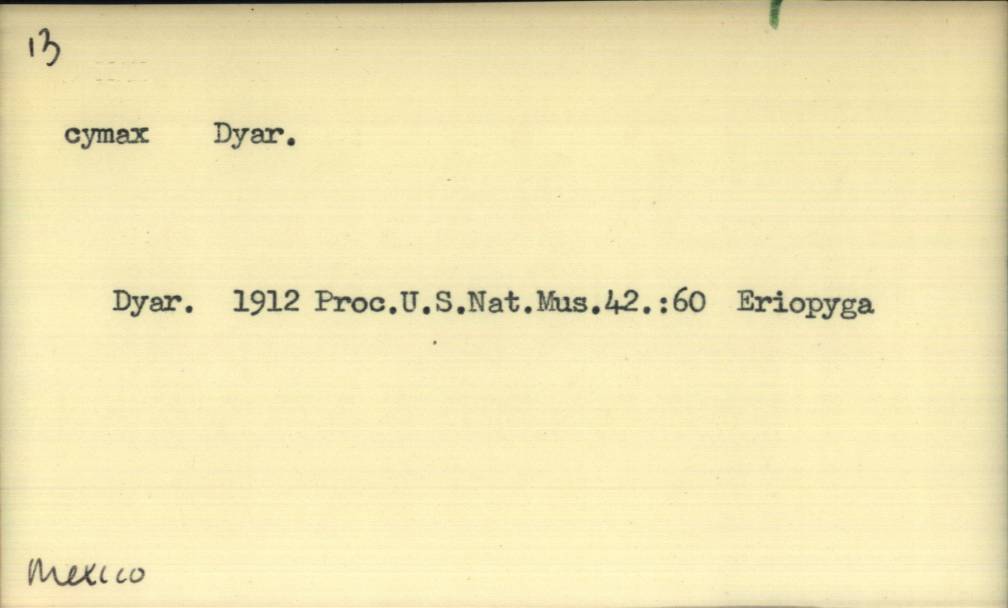 13
cymax Dyar.
Dyar. 1912 Proc.U.S.Nat.Mus.42.:60 Eriopyga
Mexico